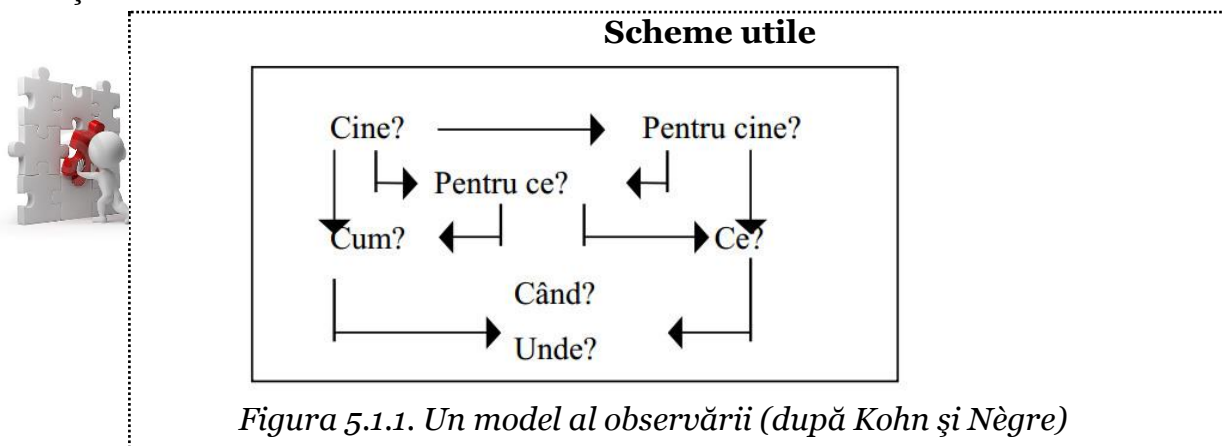 Scheme utile
Cine? Pentru cine?
Pentru ce?
Cum? Ce?
Când?
Unde?
Figura 5.1.1. Un model al observării (după Kohn şi Nègre)